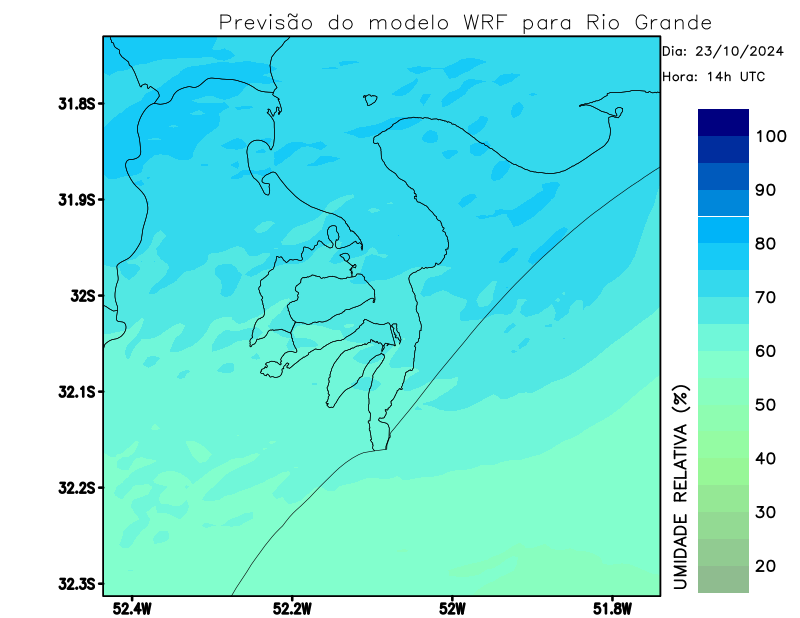 Previsão do modelo WRF para Rio Grande
Dia: 23/10/2024
Hora: 14h UTC
31.8S
31.9S
32S
32.1S
32.2S
32.3S
52.4W
52.2W
52W
51.8W
100
90
80
70
60
50
40
30
20
UMIDADE RELATIVA (%)